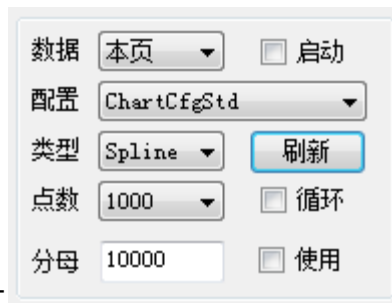 数据 本页 启动
配置 ChartCfgStd
类型 Spline 刷新
点数 1000 循环
分母 10000 使用